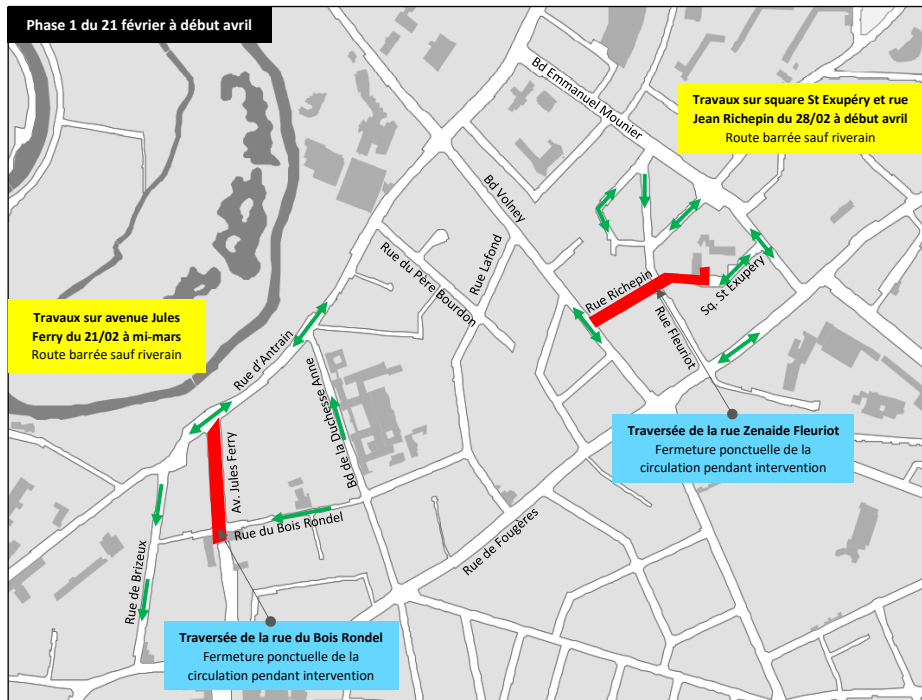 Phase 1 du 21 février à début avril
Bd Emmanuel Mounier
Travaux sur square St Exupéry et rue
Jean Richepin du 28/02 à début avril
Route barrée sauf riverain
Bd Volney
Rue du Père Bourdon
Rue Lafond
Rue Richepin
Sq. St Exupéry
Rue Fleuriot
Travaux sur avenue Jules
Ferry du 21/02 à mi-mars
Route barrée sauf riverain
Rue d'Antrain
Bd de la Duchesse Anne
Av. Jules Ferry
Traversée de la rue Zenaide Fleuriot
Fermeture ponctuelle de la
circulation pendant intervention
Rue du Bois Rondel
Rue de Fougères
Rue de Brizeux
Traversée de la rue du Bois Rondel
Fermeture ponctuelle de la
circulation pendant intervention